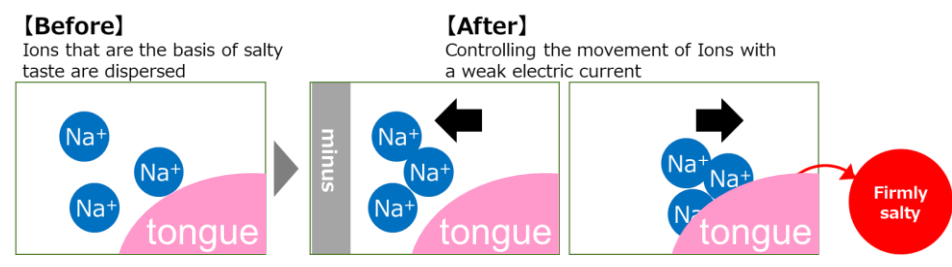 【Before】
Ions that are the basis of salty
taste are dispersed
【After】
Controlling the movement of Ions with
a weak electric current
Na⁺
Na⁺
Na⁺
tongue
minus
Na⁺
Na⁺
Na⁺
tongue
Na⁺
Na⁺
Na
tongue
Firmly
salty